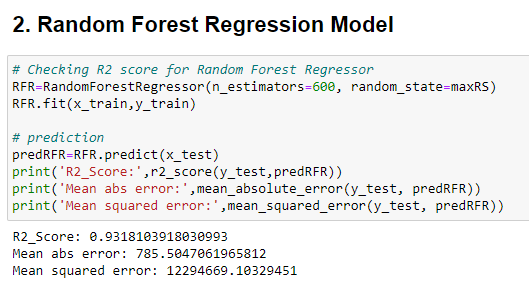 2. Random Forest Regression Model
# Checking R2 score for Random Forest Regressor
RFR=RandomForestRegressor(n_estimators=600, random_state=maxRS)
RFR.fit(x_train,y_train)
# prediction
predRFR=RFR.predict(x_test)
print('R2_Score:',r2_score(y_test,predRFR))
print('Mean abs error:',mean_absolute_error(y_test, predRFR))
print('Mean squared error:',mean_squared_error(y_test, predRFR))
R2_Score: 0.9318103918030993
Mean abs error: 785.5047061965812
Mean squared error: 12294669.10329451